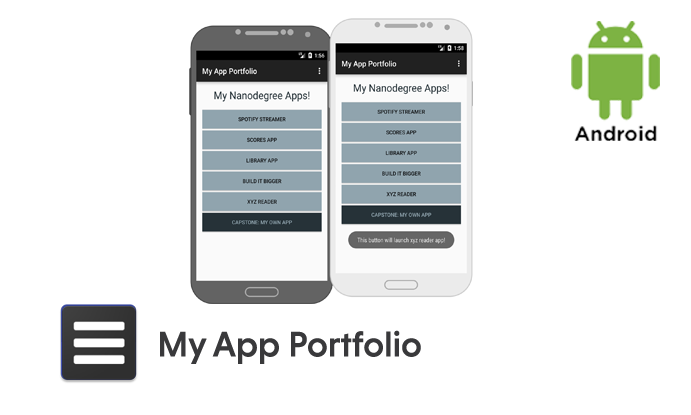 1:56
My App Portfolio
My Nanodegree Apps!
SPOTIFY STREAMER
SCORES APP
LIBRARY APP
BUILD IT BIGGER
XYZ READER
CAPSTONE: MY OWN APP
1:58
My App Portfolio
My Nanodegree Apps!
SPOTIFY STREAMER
SCORES APP
LIBRARY APP
BUILD IT BIGGER
XYZ READER
CAPSTONE: MY OWN APP
This button will launch xyz reader app!
Android
My App Portfolio